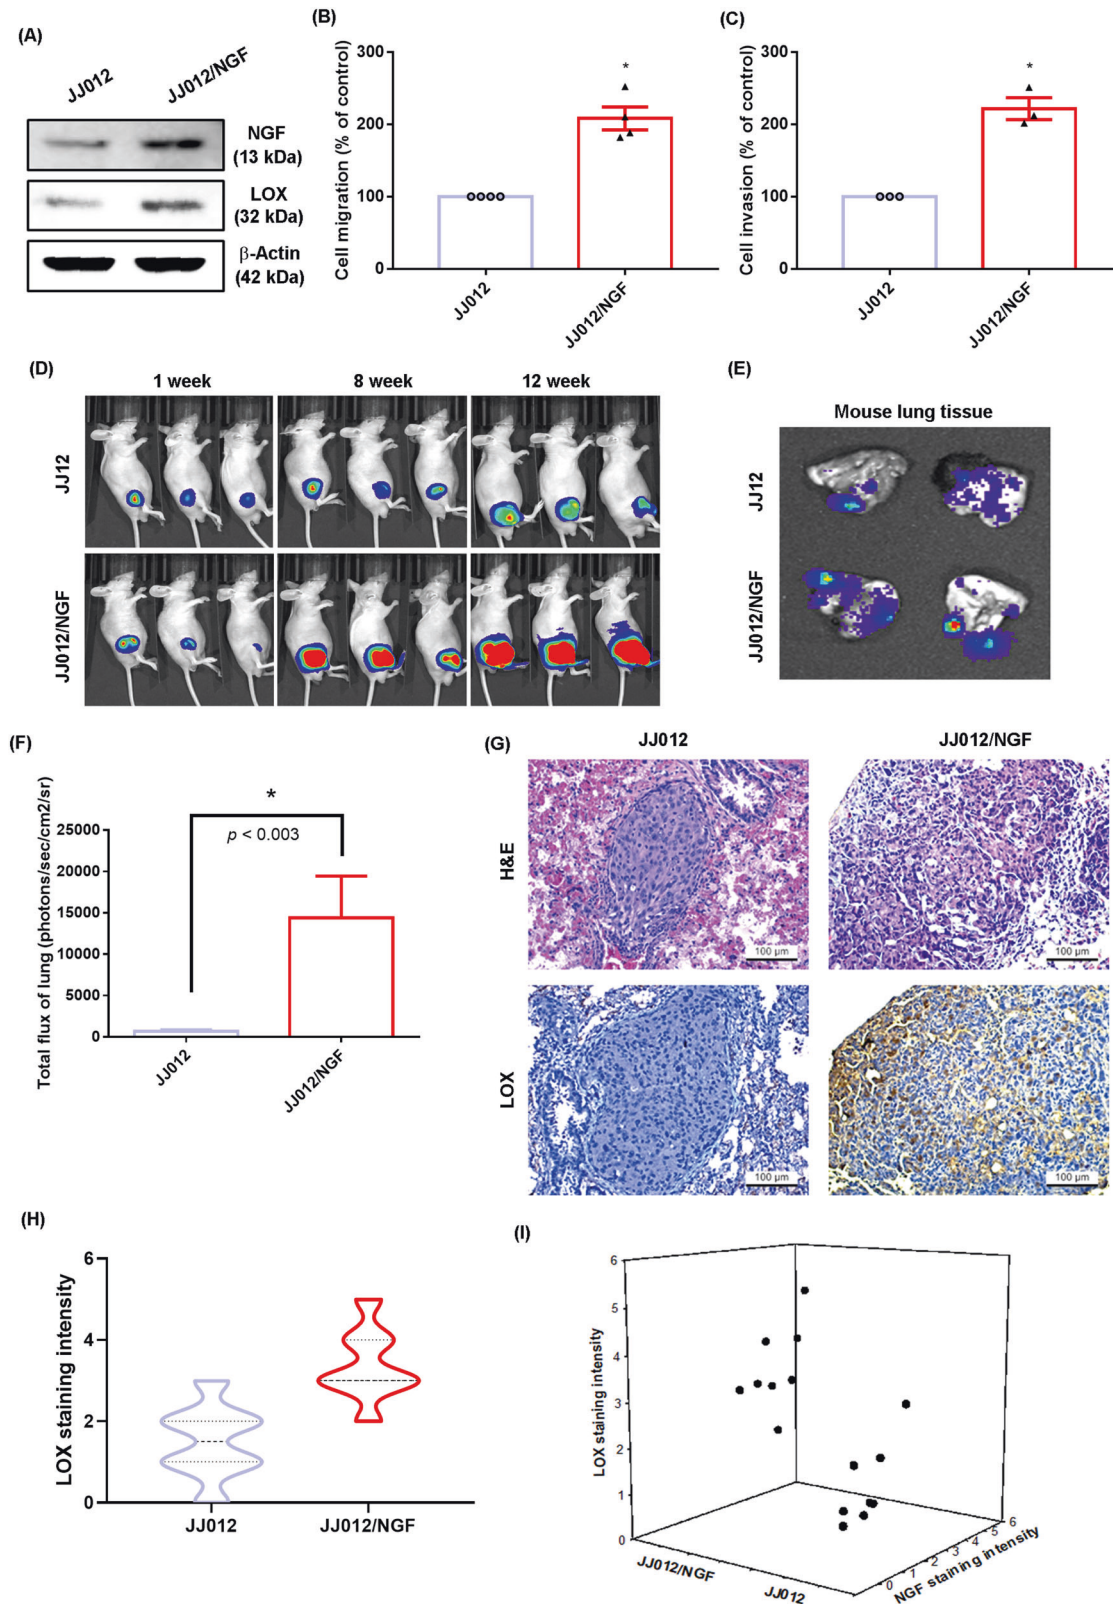 (A)
JJ012
JJ012/NGF
NGF
(13 kDa)
LOX
(32 kDa)
β-Actin
(42 kDa)
(B)
Cell migration (% of control)
300
200
100
0
*
JJ012
JJ012/NGF
(C)
Cell invasion (% of control)
300
200
100
0
*
JJ012
JJ012/NGF
(D)
1 week
8 week
12 week
JJ12
JJ012/NGF
(E)
Mouse lung tissue
JJ12
JJ012/NGF
(F)
Total flux of lung (photons/sec/cm2/sr)
25000
20000
15000
10000
5000
0
*
p < 0.003
JJ012
JJ012/NGF
(G)
JJ012
JJ012/NGF
H&E
100 µm
100 µm
LOX
100 µm
100 µm
(H)
LOX staining intensity
6
4
2
0
JJ012
JJ012/NGF
(I)
LOX staining intensity
6
5
4
3
2
1
0
JJ012/NGF
JJ012
0
1
2
3
4
5
6
NGF staining intensity